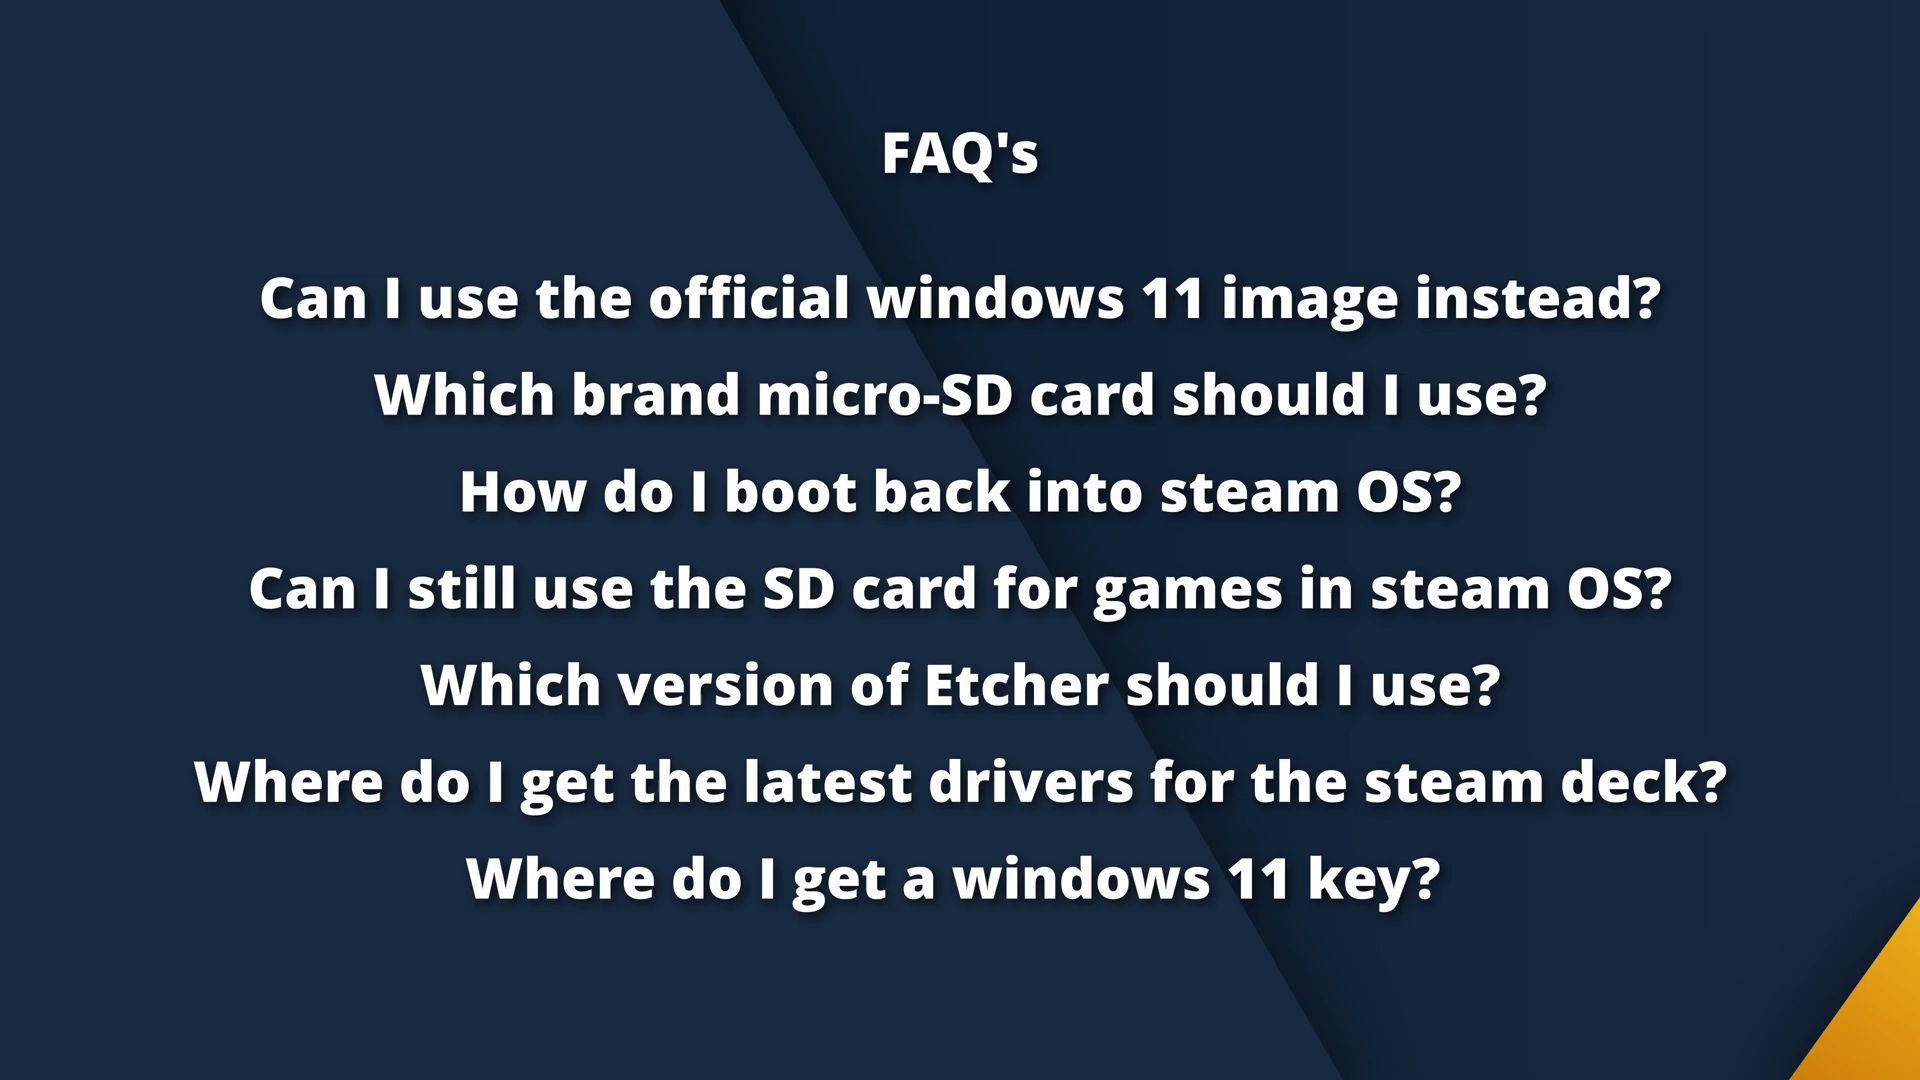 FAQ's
Can I use the official windows 11 image instead?
Which brand micro-SD card should I use?
How do I boot back into steam OS?
Can I still use the SD card for games in steam OS?
Which version of Etcher should I use?
Where do I get the latest drivers for the steam deck?
Where do I get a windows 11 key?